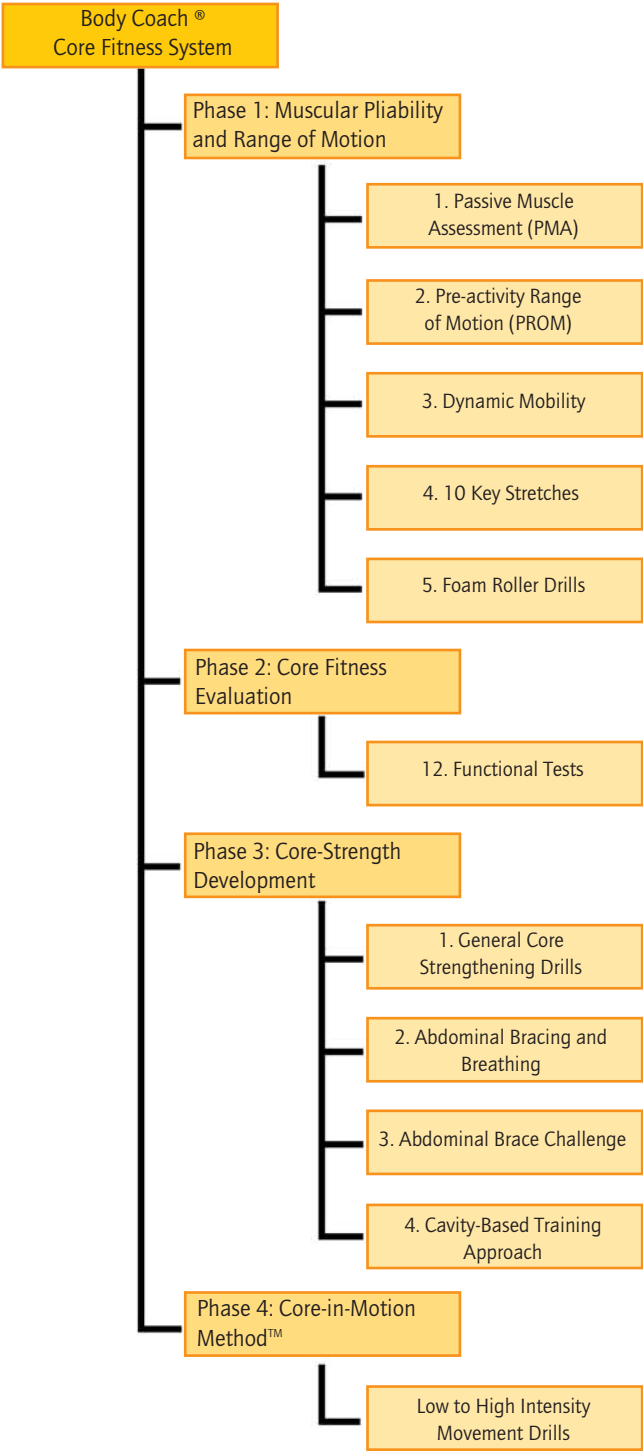 Body Coach ®
Core Fitness System
Phase 1: Muscular Pliability
and Range of Motion
1. Passive Muscle
Assessment (PMA)
2. Pre-activity Range
of Motion (PROM)
3. Dynamic Mobility
4. 10 Key Stretches
5. Foam Roller Drills
Phase 2: Core Fitness
Evaluation
12. Functional Tests
Phase 3: Core-Strength
Development
1. General Core
Strengthening Drills
2. Abdominal Bracing and
Breathing
3. Abdominal Brace Challenge
4. Cavity-Based Training
Approach
Phase 4: Core-in-Motion
Method™
Low to High Intensity
Movement Drills